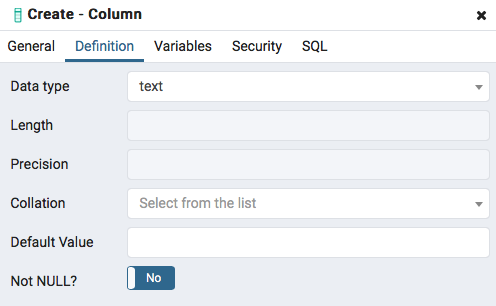 Create - Column
General Definition Variables Security SQL
Data type text
Length
Precision
Collation Select from the list
Default Value
Not NULL? No